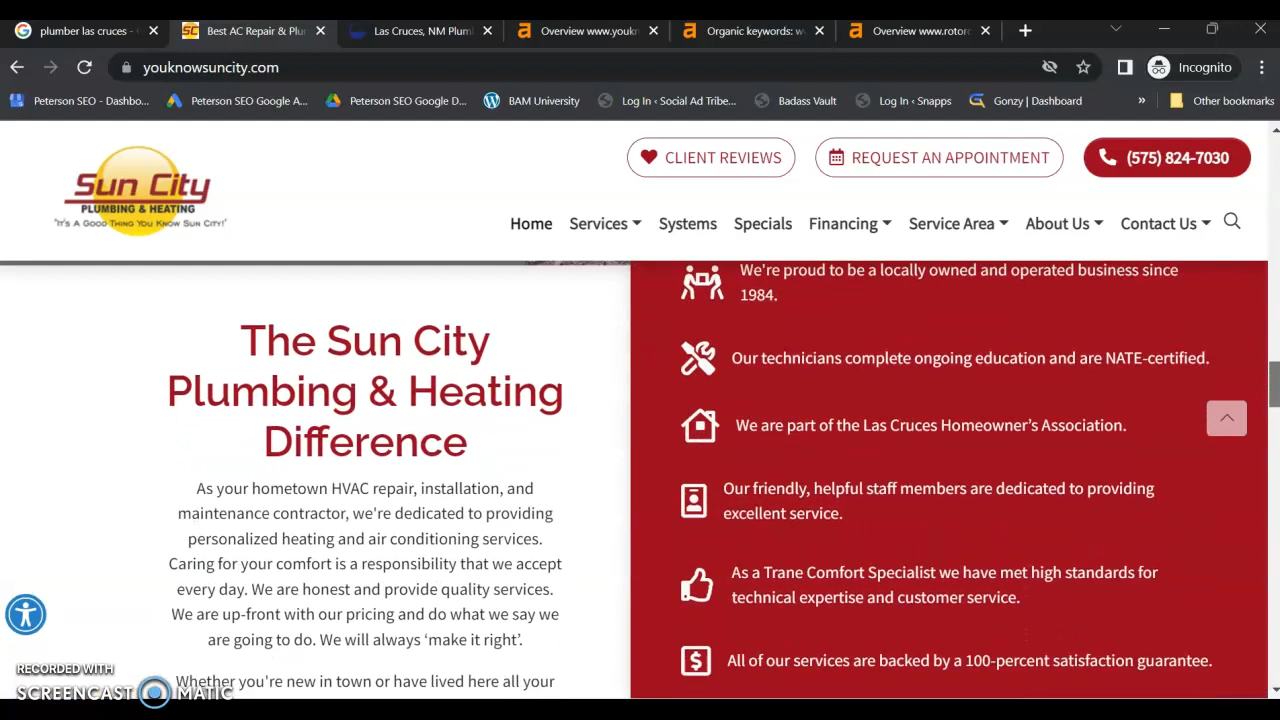 plumber las cruces - G
Best AC Repair & Plu
Las Cruces, NM Plum
Overview www.youkn
Organic keywords: w
Overview www.rotoro
youknowsuncity.com
Incognito
Peterson SEO - Dashbo...
Peterson SEO Google A...
Peterson SEO Google D...
BAM University
Log In ‹ Social Ad Tribe...
Badass Vault
Log In ‹ Snapps
Gonzy | Dashboard
»
Other bookmarks
Sun City
PLUMBING & HEATING
"IT'S A GOOD THING YOU KNOW SUN CITY!"
CLIENT REVIEWS
REQUEST AN APPOINTMENT
(575) 824-7030
Home Services Systems Specials Financing Service Area About Us Contact Us
The Sun City
Plumbing & Heating
Difference
As your hometown HVAC repair, installation, and
maintenance contractor, we're dedicated to providing
personalized heating and air conditioning services.
Caring for your comfort is a responsibility that we accept
every day. We are honest and provide quality services.
We are up-front with our pricing and do what we say we
are going to do. We will always ‘make it right’.
Whether you're new in town or have lived here all your
We're proud to be a locally owned and operated business since
1984.
Our technicians complete ongoing education and are NATE-certified.
We are part of the Las Cruces Homeowner’s Association.
Our friendly, helpful staff members are dedicated to providing
excellent service.
As a Trane Comfort Specialist we have met high standards for
technical expertise and customer service.
All of our services are backed by a 100-percent satisfaction guarantee.
RECORDED WITH
SCREENCAST MATIC